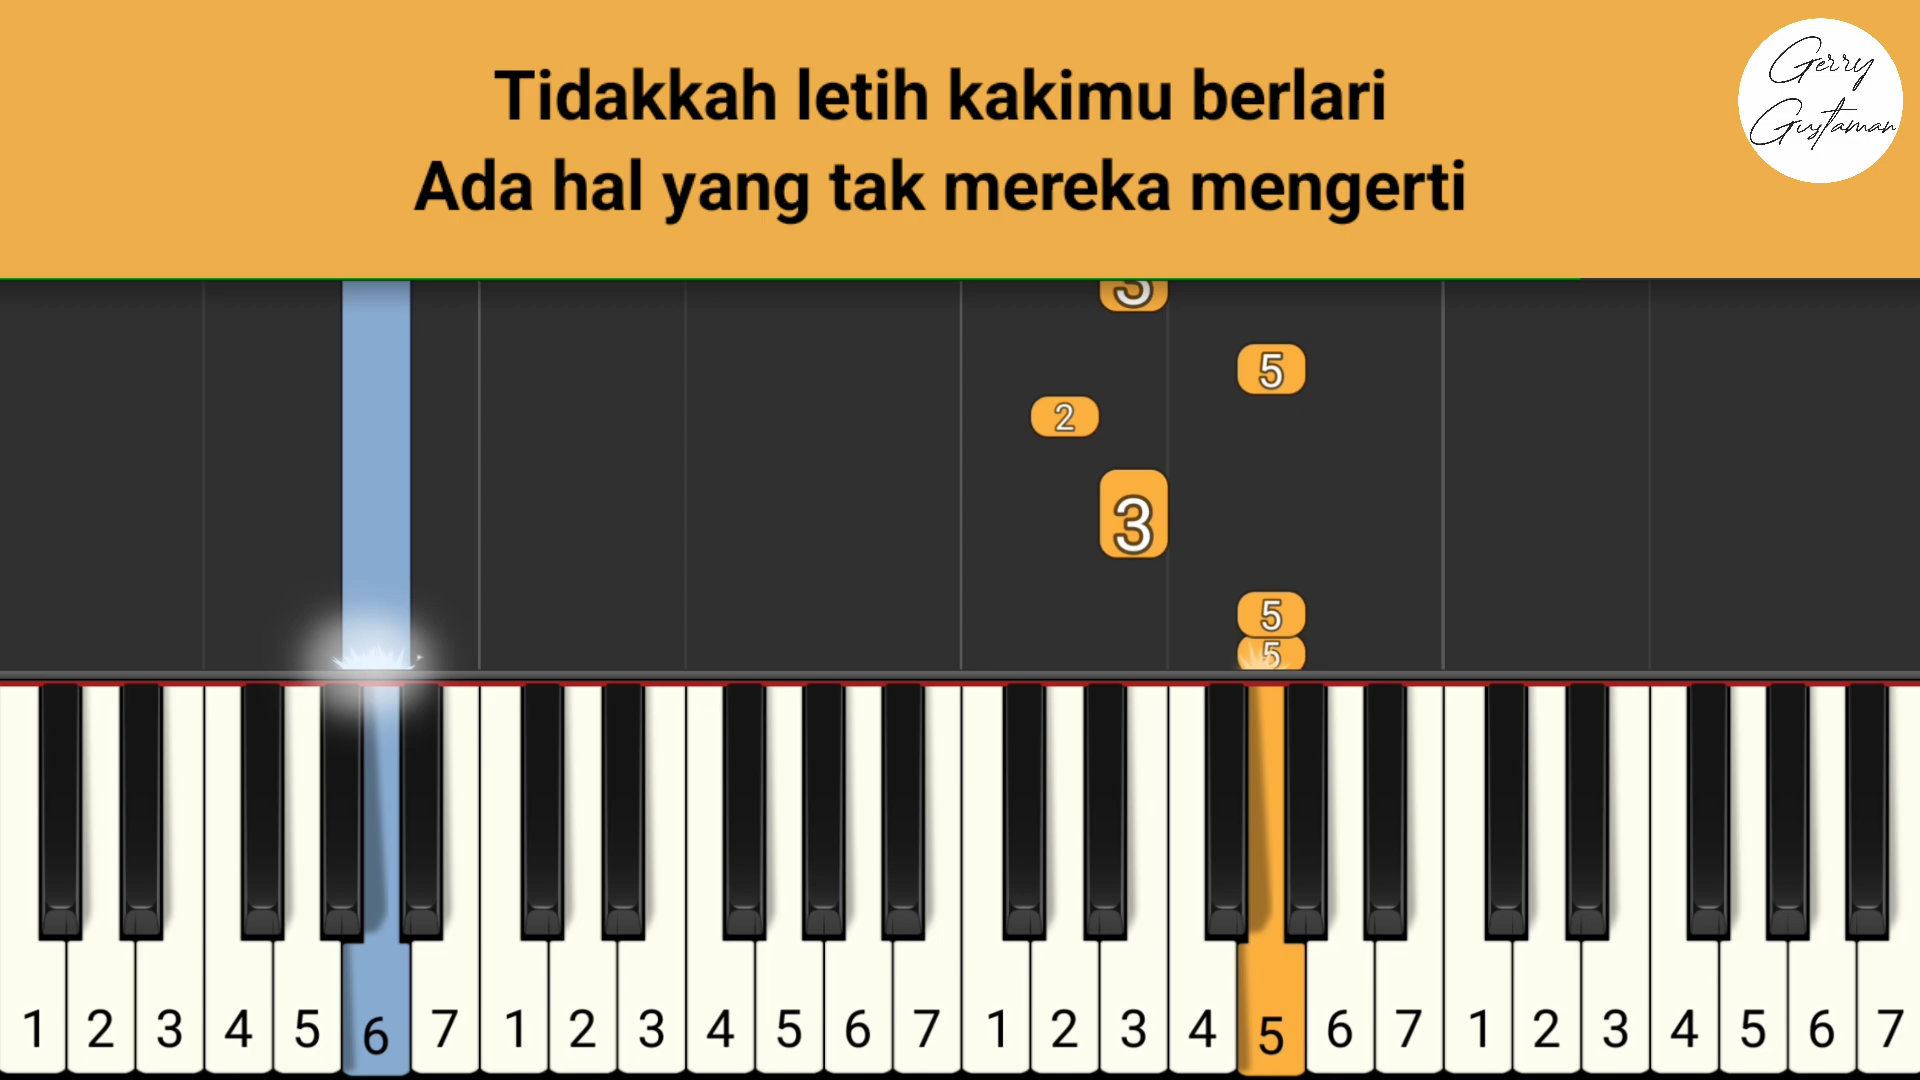 Tidakkah letih kakimu berlari
Ada hal yang tak mereka mengerti
Gerry
Gustaman
3
5
2
3
5
5
1 2 3 4 5 6 7 1 2 3 4 5 6 7 1 2 3 4 5 6 7 1 2 3 4 5 6 7